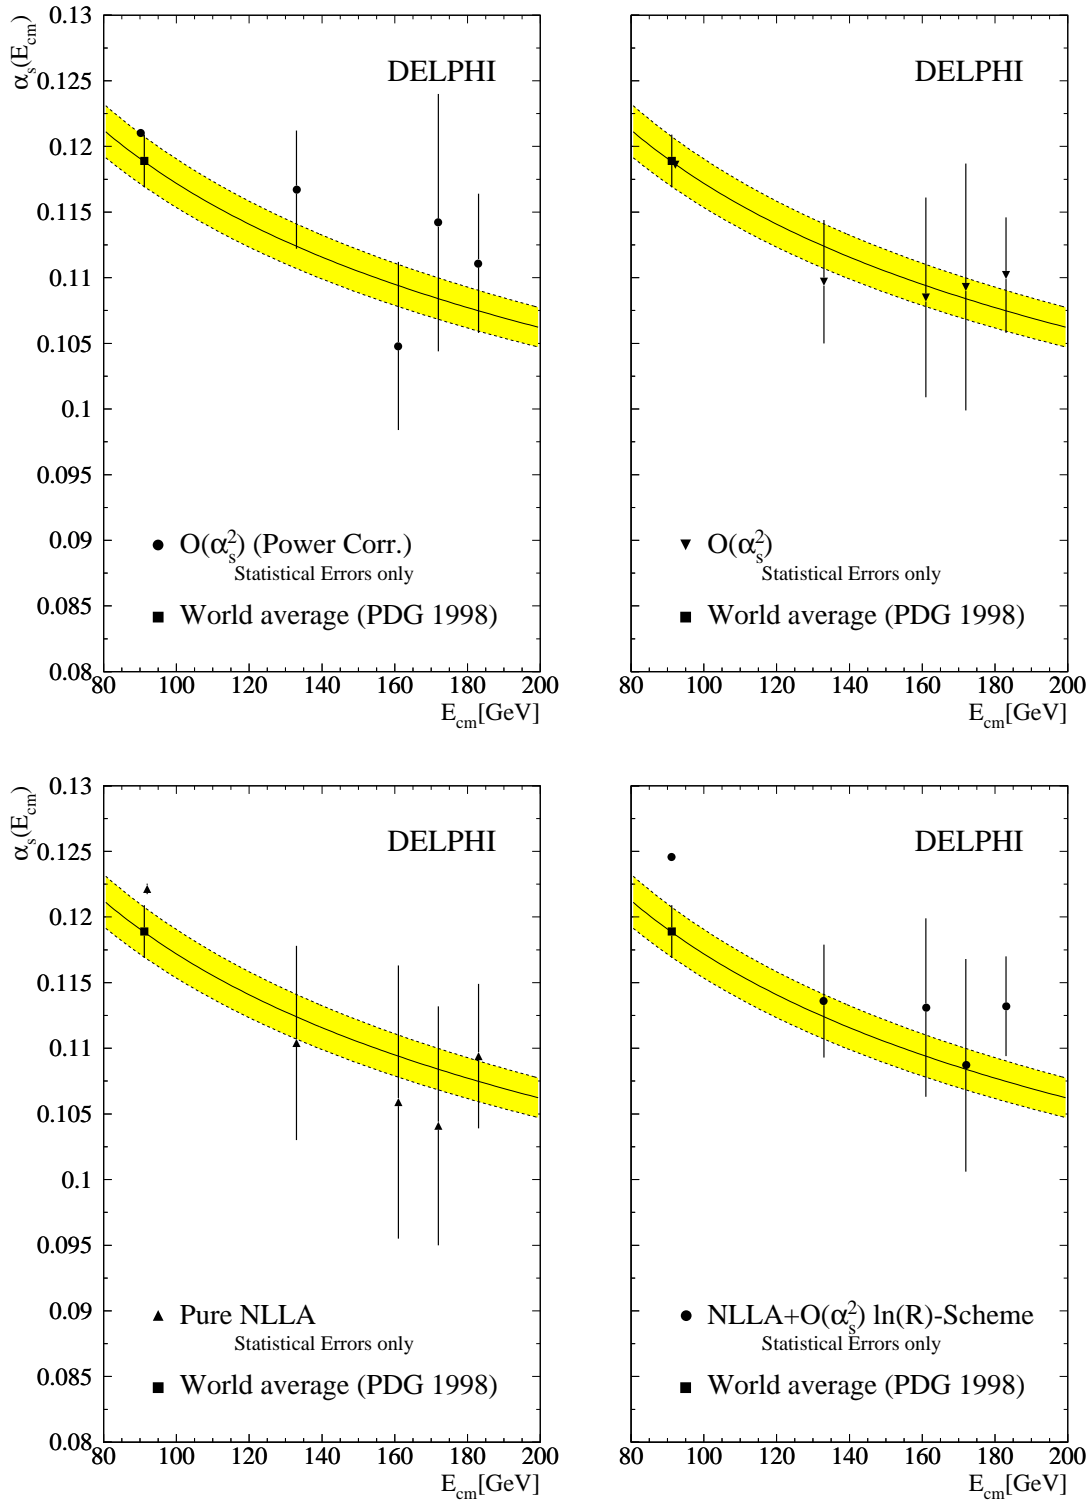 α_s(E_cm)
0.13
0.125
0.12
0.115
0.11
0.105
0.1
0.095
0.09
0.085
0.08
DELPHI
● O(α_s^2) (Power Corr.)
Statistical Errors only
■ World average (PDG 1998)
80 100 120 140 160 180 200
E_cm[GeV]
DELPHI
▼ O(α_s^2)
Statistical Errors only
■ World average (PDG 1998)
80 100 120 140 160 180 200
E_cm[GeV]
α_s(E_cm)
0.13
0.125
0.12
0.115
0.11
0.105
0.1
0.095
0.09
0.085
0.08
DELPHI
▲ Pure NLLA
Statistical Errors only
■ World average (PDG 1998)
80 100 120 140 160 180 200
E_cm[GeV]
DELPHI
● NLLA+O(α_s^2) ln(R)-Scheme
Statistical Errors only
■ World average (PDG 1998)
80 100 120 140 160 180 200
E_cm[GeV]